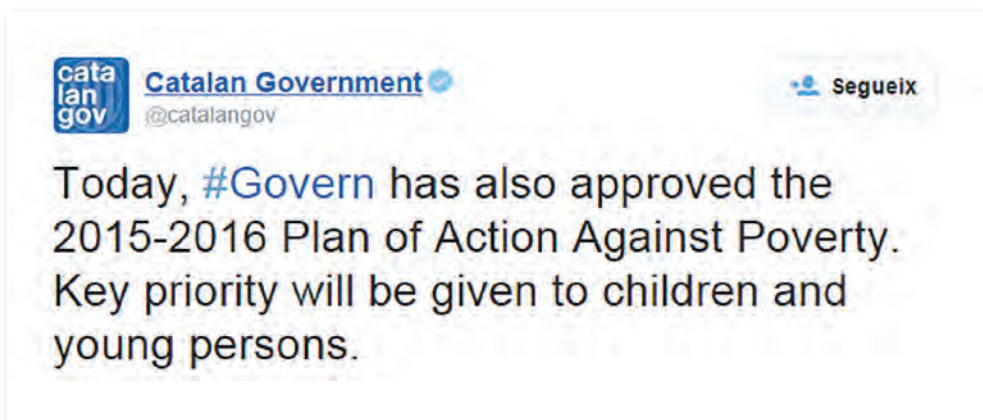 cata
lan
gov
Catalan Government
@catalangov
Segueix
Today, #Govern has also approved the
2015-2016 Plan of Action Against Poverty.
Key priority will be given to children and
young persons.